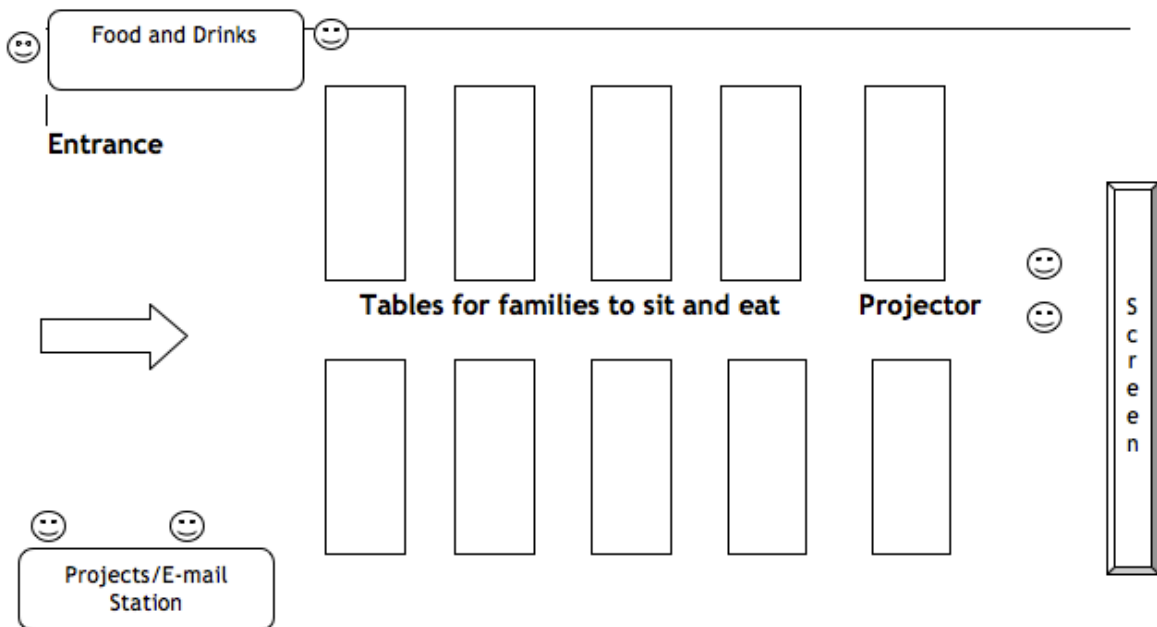 Food and Drinks
Entrance
Tables for families to sit and eat
Projector
S
c
r
e
e
n
Projects/E-mail
Station